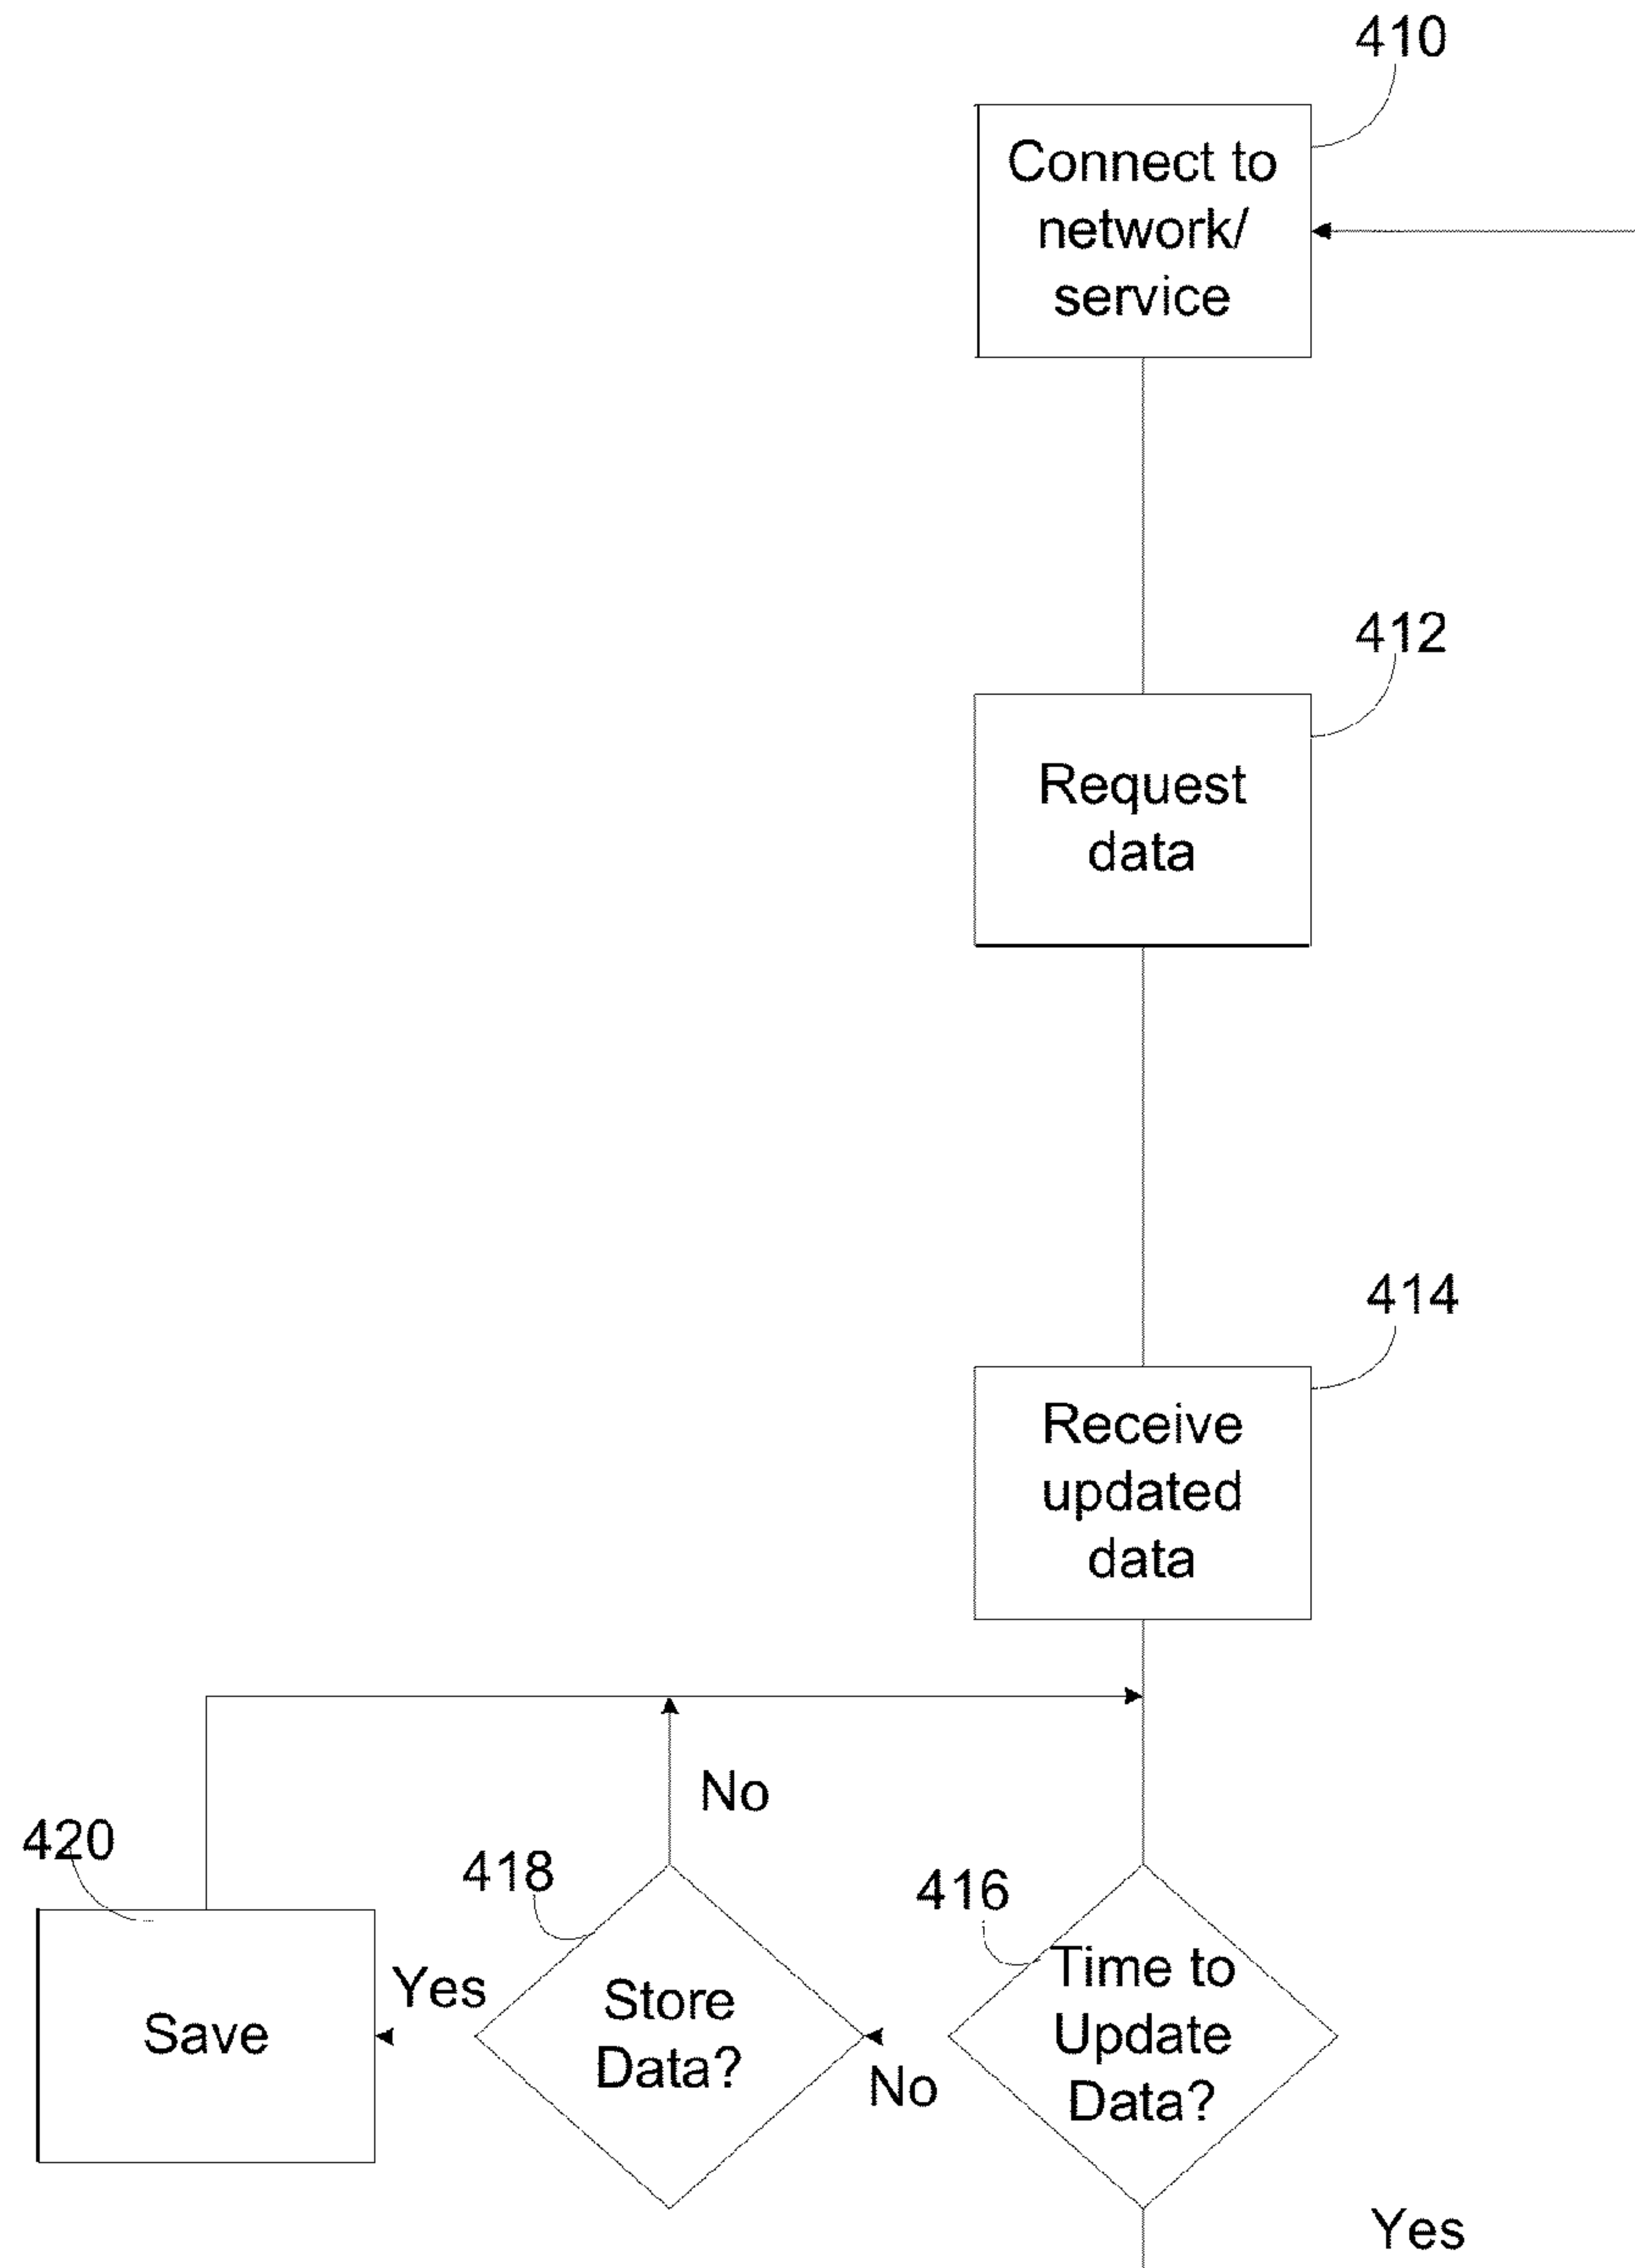 410
Connect to
network/
service
412
Request
data
414
Receive
updated
data
No
420
418
416
Yes
Save
Store
Data?
No
Time to
Update
Data?
Yes